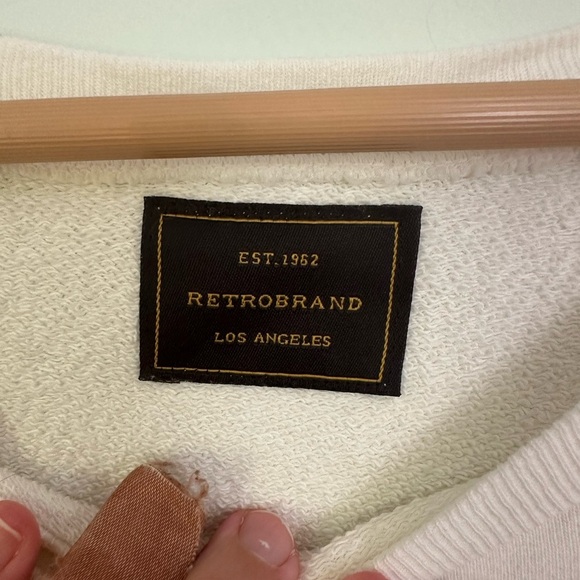 EST. 1962
RETROBRAND
LOS ANGELES